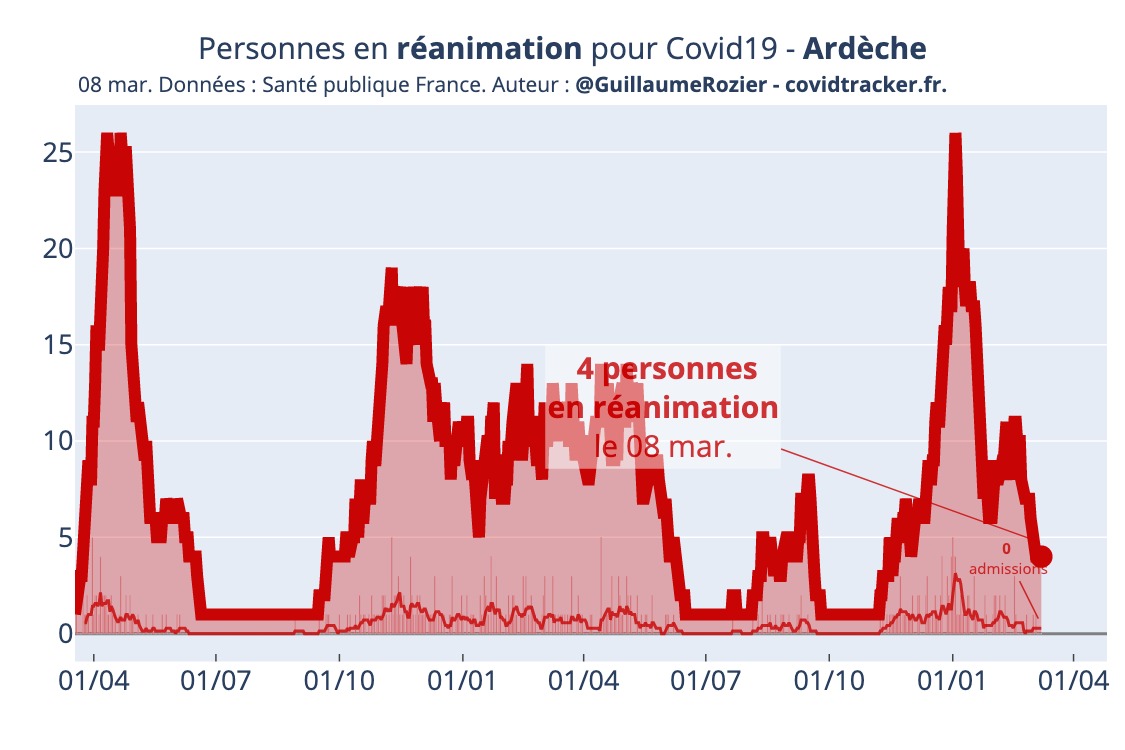 Personnes en réanimation pour Covid19 - Ardèche
08 mar. Données : Santé publique France. Auteur : @GuillaumeRozier - covidtracker.fr.
25
20
15
10
5
0
4 personnes
en réanimation
le 08 mar.
0
admissions
01/04 01/07 01/10 01/01 01/04 01/07 01/10 01/01 01/04